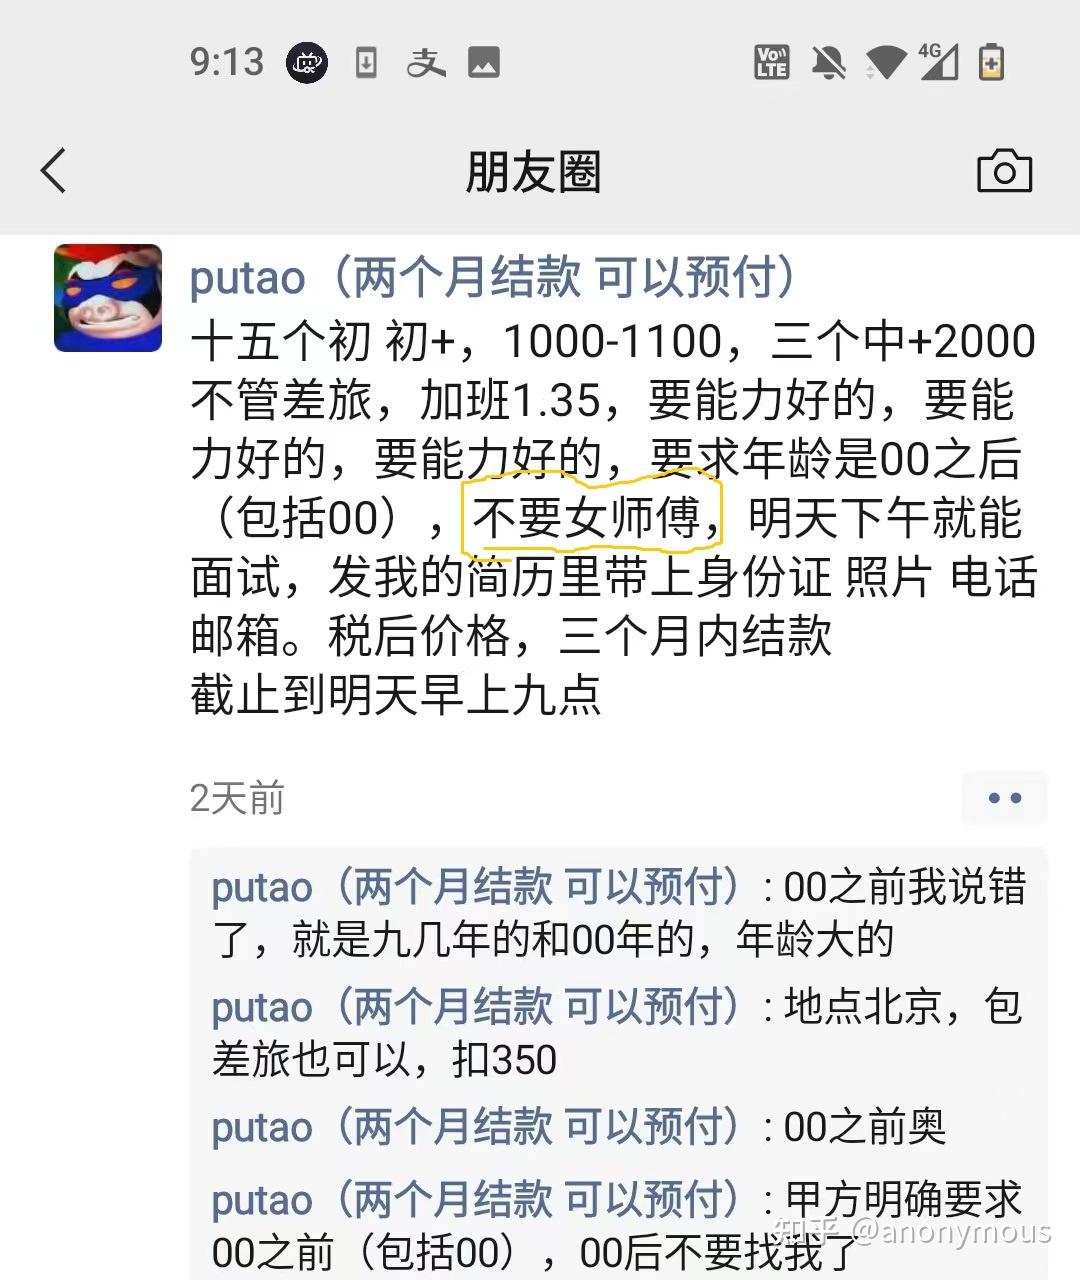 9:13
支
Vo LTE
4G
朋友圈
putao（两个月结款 可以预付）
十五个初 初+，1000-1100，三个中+2000
不管差旅，加班1.35，要能力好的，要能
力好的，要能力好的，要求年龄是00之后
（包括00），不要女师傅，明天下午就能
面试，发我的简历里带上身份证 照片 电话
邮箱。税后价格，三个月内结款
截止到明天早上九点
2天前
putao（两个月结款 可以预付）: 00之前我说错
了，就是九几年的和00年的，年龄大的
putao（两个月结款 可以预付）: 地点北京，包
差旅也可以，扣350
putao（两个月结款 可以预付）: 00之前奥
putao（两个月结款 可以预付）: 甲方明确要求
00之前（包括00），00后不要找我了
知乎 @anonymous